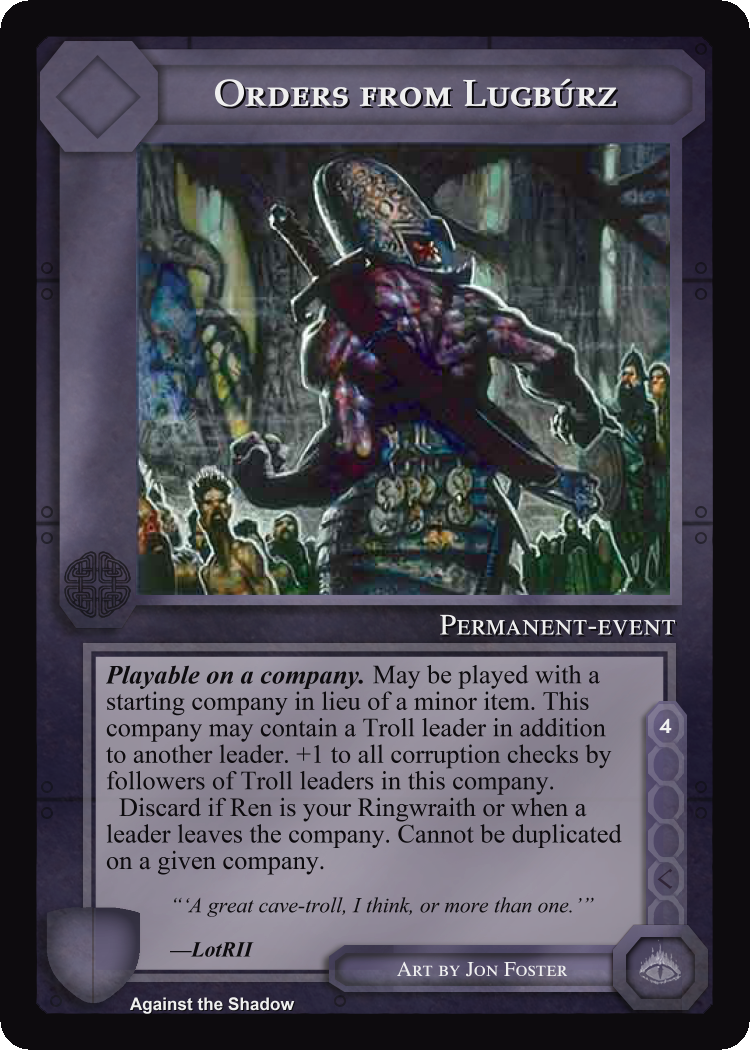 Orders from Lugbúrz
Permanent-event
Playable on a company. May be played with a
starting company in lieu of a minor item. This
company may contain a Troll leader in addition
to another leader. +1 to all corruption checks by
followers of Troll leaders in this company.
Discard if Ren is your Ringwraith or when a
leader leaves the company. Cannot be duplicated
on a given company.
4
“‘A great cave-troll, I think, or more than one.’”
—LotRII
Art by Jon Foster
Against the Shadow